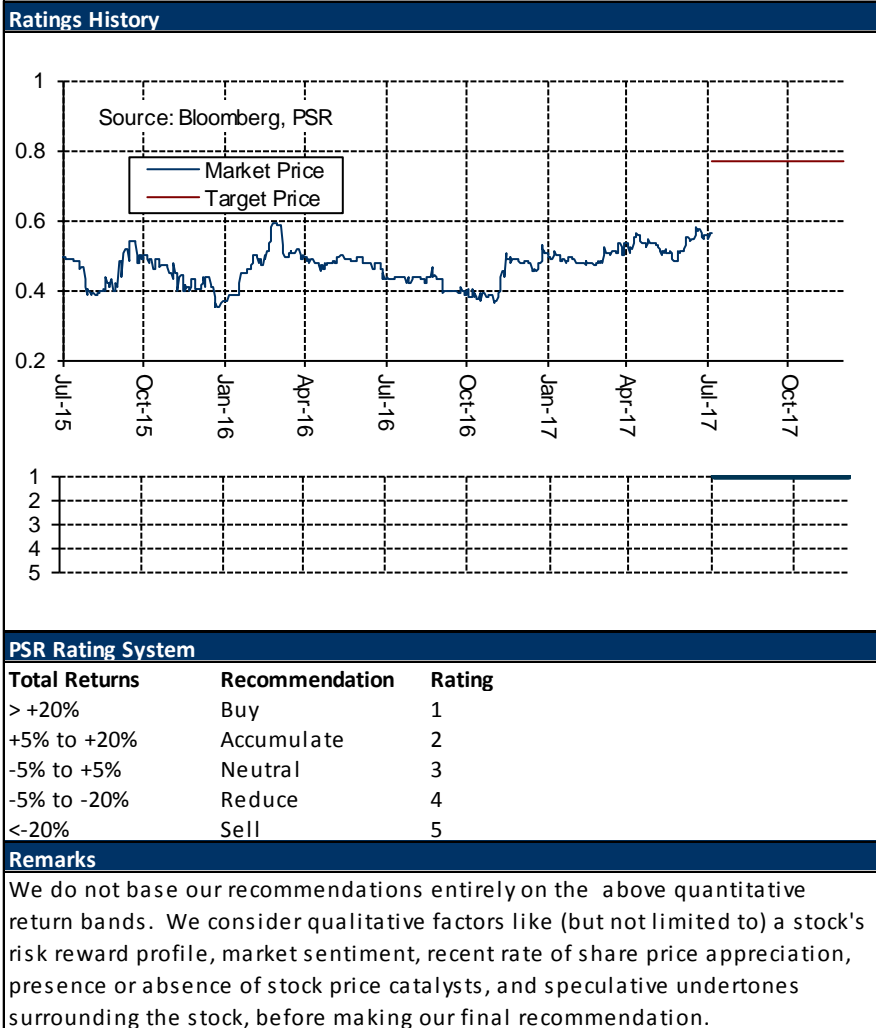 Ratings History
1
Source: Bloomberg, PSR
0.8
Market Price
Target Price
0.6
0.4
0.2
Jul-15 Oct-15 Jan-16 Apr-16 Jul-16 Oct-16 Jan-17 Apr-17 Jul-17 Oct-17
1
2
3
4
5
PSR Rating System
Total Returns Recommendation Rating
> +20% Buy 1
+5% to +20% Accumulate 2
-5% to +5% Neutral 3
-5% to -20% Reduce 4
<-20% Sell 5
Remarks
We do not base our recommendations entirely on the above quantitative
return bands. We consider qualitative factors like (but not limited to) a stock's
risk reward profile, market sentiment, recent rate of share price appreciation,
presence or absence of stock price catalysts, and speculative undertones
surrounding the stock, before making our final recommendation.